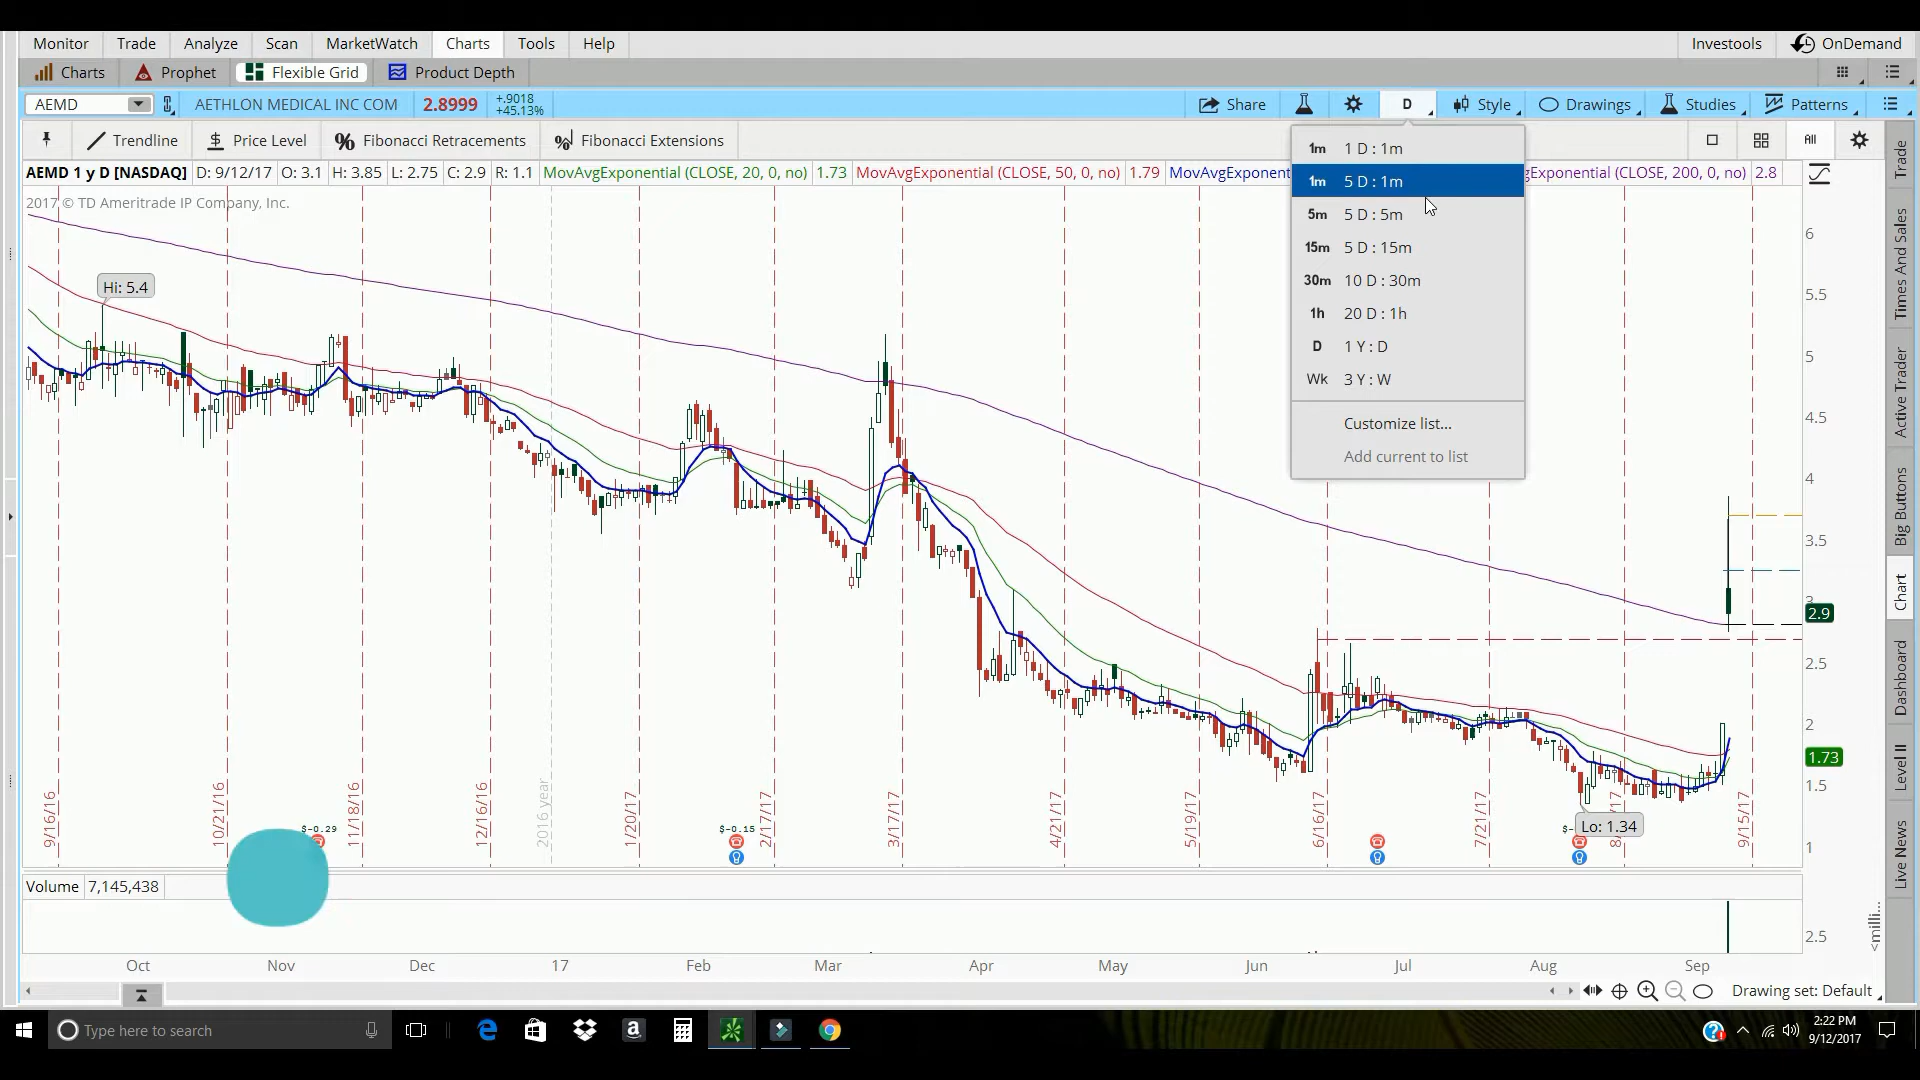 Monitor Trade Analyze Scan MarketWatch Charts Tools Help Investools OnDemand
Charts Prophet Flexible Grid Product Depth
AEMD AETHLON MEDICAL INC COM 2.8999 +.9018 +45.13% Share D Style Drawings Studies Patterns
Trendline Price Level Fibonacci Retracements Fibonacci Extensions All
AEMD 1 y D [NASDAQ] D: 9/12/17 O: 3.1 H: 3.85 L: 2.75 C: 2.9 R: 1.1 MovAvgExponential (CLOSE, 20, 0, no) 1.73 MovAvgExponential (CLOSE, 50, 0, no) 1.79 MovAvgExponen gExponential (CLOSE, 200, 0, no) 2.8
2017 © TD Ameritrade IP Company, Inc.
1m 1 D : 1m
1m 5 D : 1m
5m 5 D : 5m
15m 5 D : 15m
30m 10 D : 30m
1h 20 D : 1h
D 1 Y : D
Wk 3 Y : W
Customize list...
Add current to list
Hi: 5.4
6
5.5
5
4.5
4
3.5
3
2.9
2.5
2
1.73
1.5
1
Lo: 1.34
9/16/16
10/21/16
11/18/16
12/16/16
2016 year
1/20/17
2/17/17
3/17/17
4/21/17
5/19/17
6/16/17
7/21/17
9/15/17
$-0.29
$-0.15
Volume 7,145,438
2.5
<milli...
Oct Nov Dec 17 Feb Mar Apr May Jun Jul Aug Sep
Drawing set: Default
Trade
Times And Sales
Active Trader
Big Buttons
Chart
Dashboard
Level II
Live News
Type here to search
2:22 PM
9/12/2017